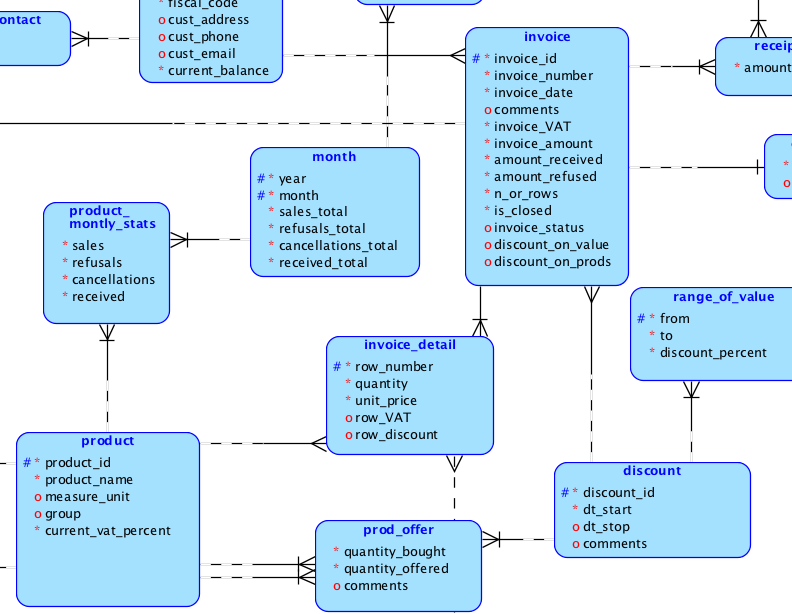 ontact
fiscal_code
o cust_address
o cust_phone
o cust_email
* current_balance
invoice
# * invoice_id
* invoice_number
* invoice_date
o comments
* invoice_VAT
* invoice_amount
* amount_received
* amount_refused
* n_or_rows
* is_closed
o invoice_status
o discount_on_value
o discount_on_prods
receip
* amount
*
o
month
# * year
# * month
* sales_total
* refusals_total
* cancellations_total
* received_total
product_
montly_stats
* sales
* refusals
* cancellations
* received
range_of_value
# * from
* to
* discount_percent
invoice_detail
# * row_number
* quantity
* unit_price
o row_VAT
o row_discount
product
# * product_id
* product_name
o measure_unit
o group
* current_vat_percent
discount
# * discount_id
* dt_start
o dt_stop
o comments
prod_offer
* quantity_bought
* quantity_offered
o comments